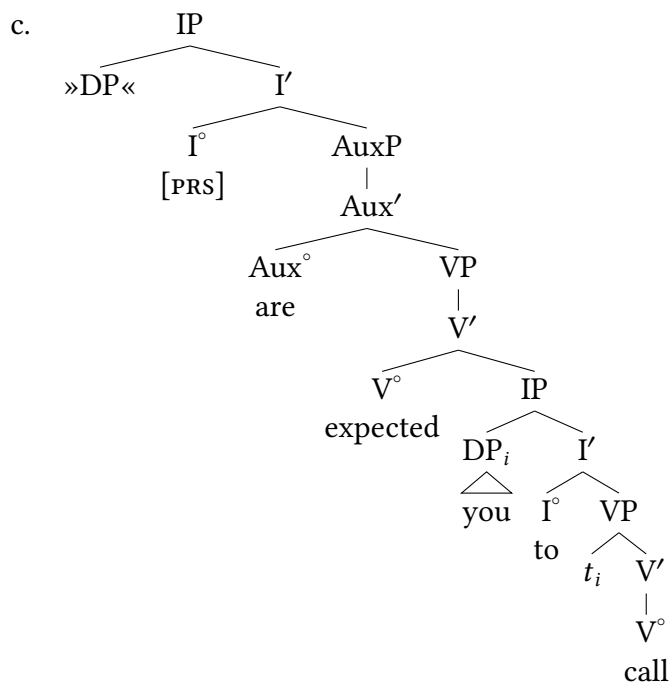 c.
IP
»DP« I′
I° AuxP
[PRS]
Aux′
Aux° VP
are
V′
V° IP
expected
DPᵢ I′
you I° VP
to
tᵢ V′
V°
call